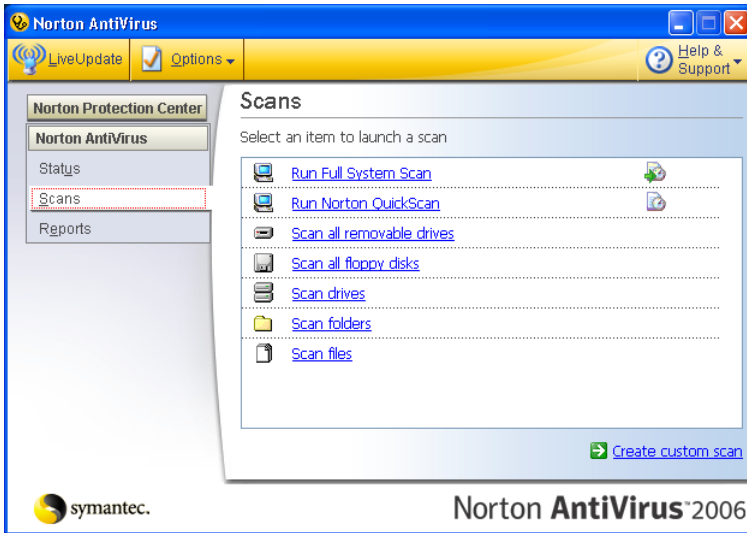 Norton AntiVirus
LiveUpdate Options Help & Support
Norton Protection Center
Norton AntiVirus
Status
Scans
Reports
Scans
Select an item to launch a scan
Run Full System Scan
Run Norton QuickScan
Scan all removable drives
Scan all floppy disks
Scan drives
Scan folders
Scan files
Create custom scan
symantec.
Norton AntiVirus™ 2006